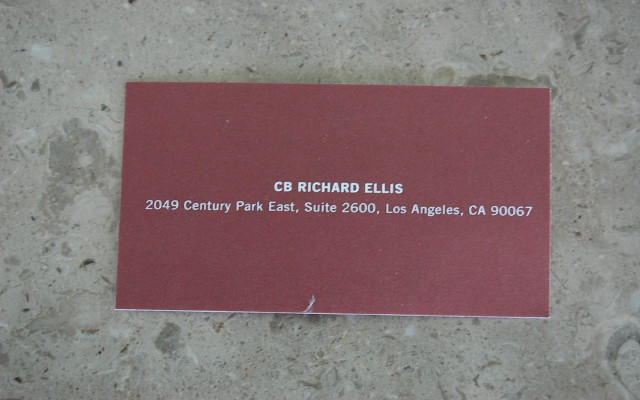 CB RICHARD ELLIS
2049 Century Park East, Suite 2600, Los Angeles, CA 90067